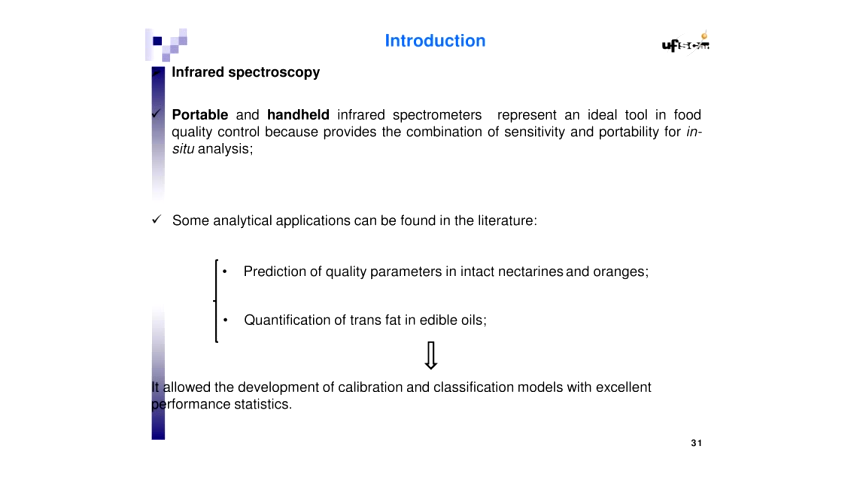 Introduction
Infrared spectroscopy
✓ Portable and handheld infrared spectrometers represent an ideal tool in food
quality control because provides the combination of sensitivity and portability for in-
situ analysis;
✓ Some analytical applications can be found in the literature:
• Prediction of quality parameters in intact nectarines and oranges;
• Quantification of trans fat in edible oils;
It allowed the development of calibration and classification models with excellent
performance statistics.
31